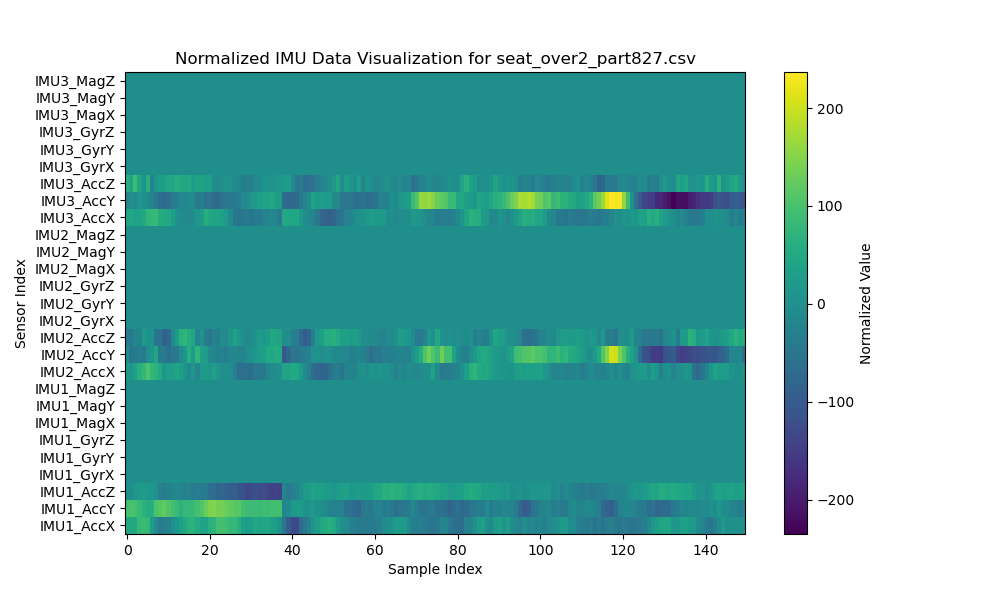 Normalized IMU Data Visualization for seat_over2_part827.csv
IMU3_MagZ
IMU3_MagY
IMU3_MagX
IMU3_GyrZ
IMU3_GyrY
IMU3_GyrX
IMU3_AccZ
IMU3_AccY
IMU3_AccX
IMU2_MagZ
IMU2_MagY
IMU2_MagX
IMU2_GyrZ
IMU2_GyrY
IMU2_GyrX
IMU2_AccZ
IMU2_AccY
IMU2_AccX
IMU1_MagZ
IMU1_MagY
IMU1_MagX
IMU1_GyrZ
IMU1_GyrY
IMU1_GyrX
IMU1_AccZ
IMU1_AccY
IMU1_AccX
Sensor Index
0 20 40 60 80 100 120 140
Sample Index
200
100
0
−100
−200
Normalized Value